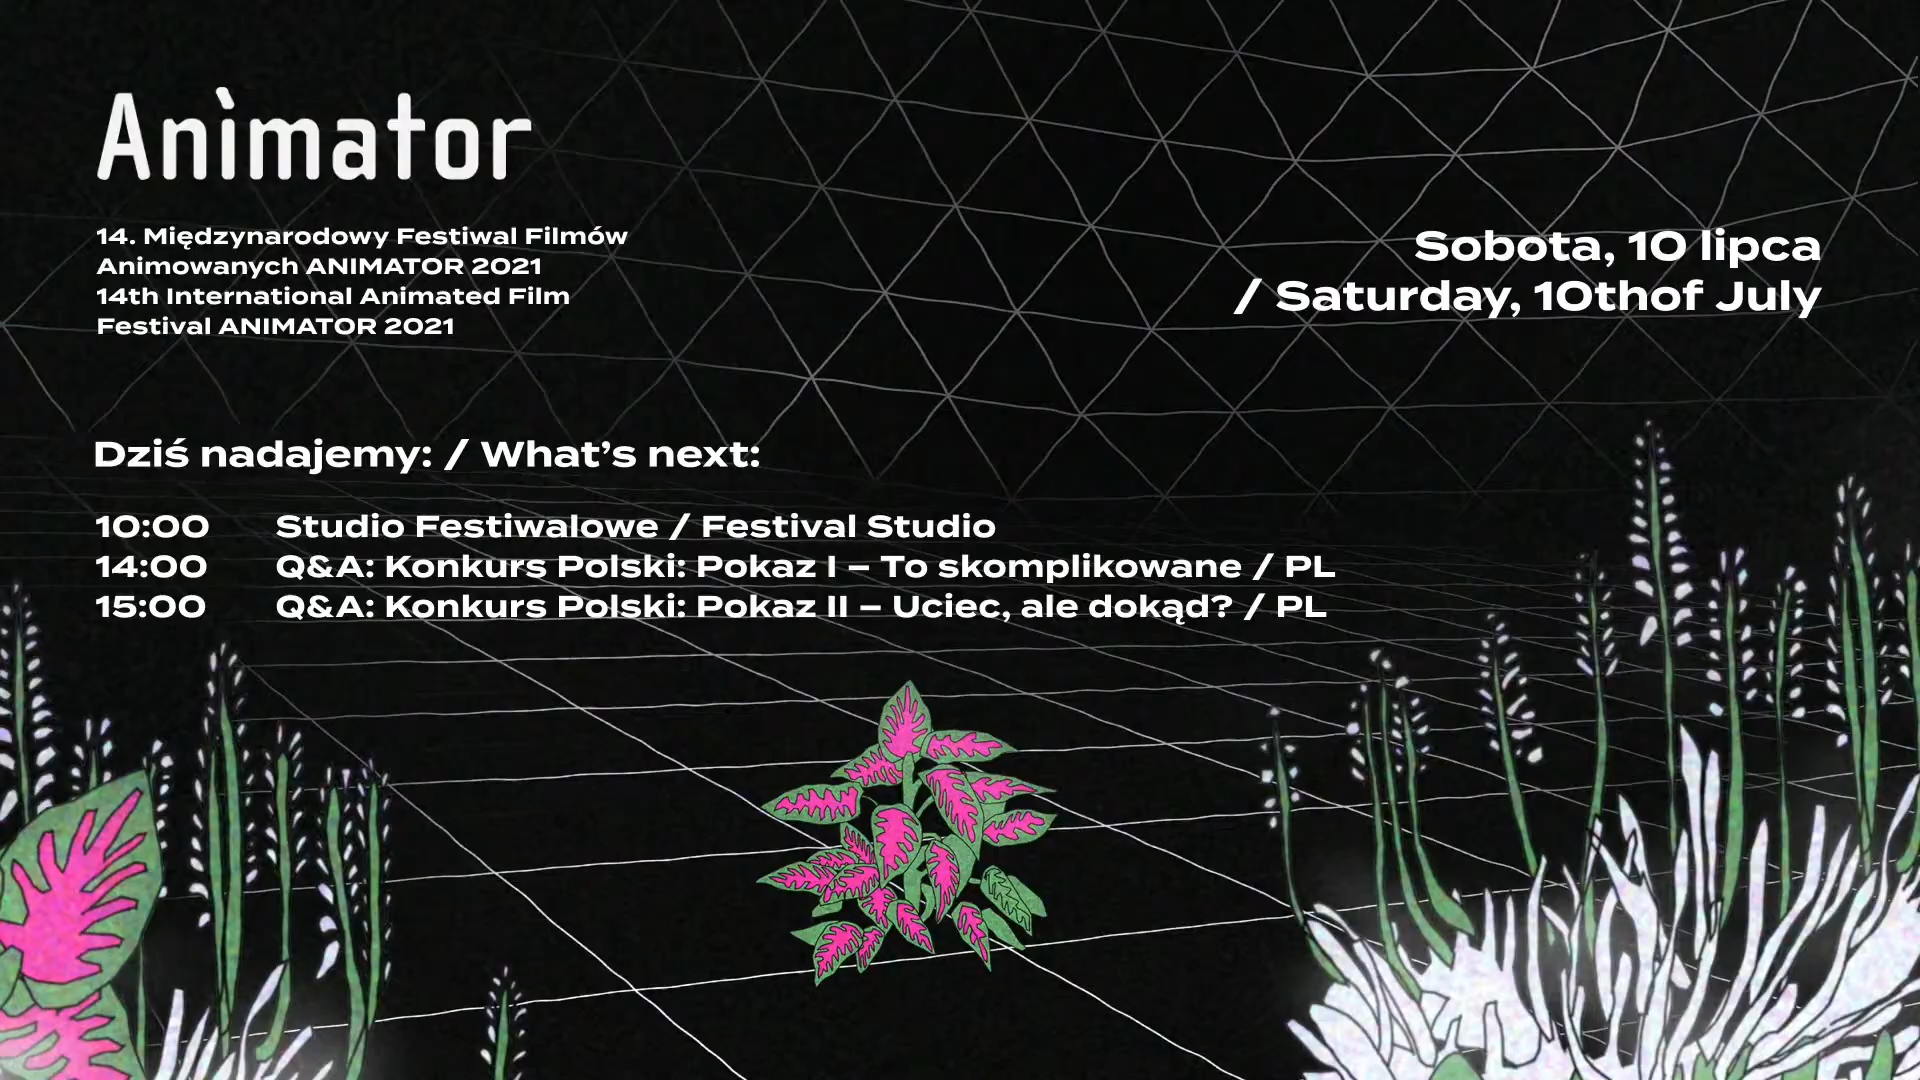 Anìmator
14. Międzynarodowy Festiwal Filmów
Animowanych ANIMATOR 2021
14th International Animated Film
Festival ANIMATOR 2021
Sobota, 10 lipca
/ Saturday, 10thof July
Dziś nadajemy: / What’s next:
10:00 Studio Festiwalowe / Festival Studio
14:00 Q&A: Konkurs Polski: Pokaz I – To skomplikowane / PL
15:00 Q&A: Konkurs Polski: Pokaz II – Uciec, ale dokąd? / PL